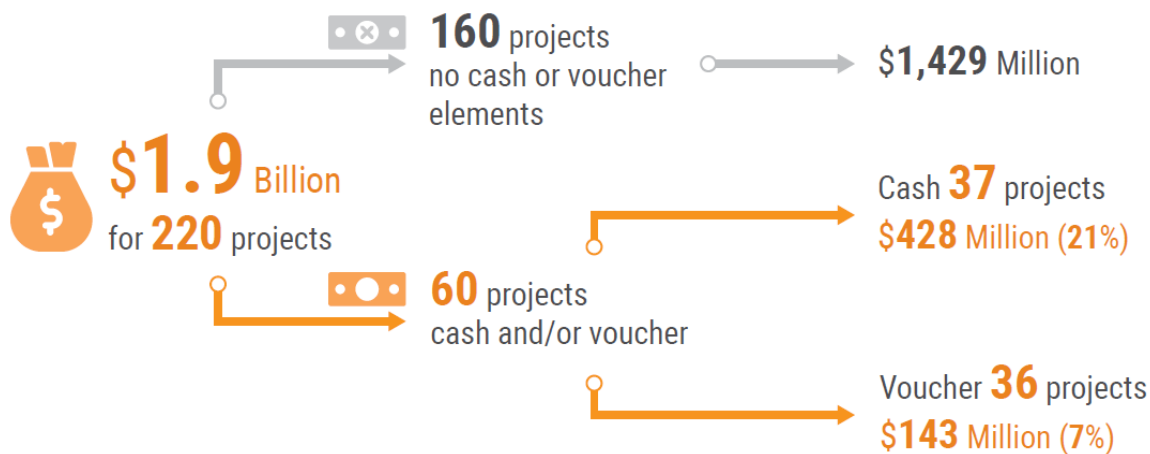 160 projects
no cash or voucher
elements
$1,429 Million
$1.9 Billion
for 220 projects
Cash 37 projects
$428 Million (21%)
60 projects
cash and/or voucher
Voucher 36 projects
$143 Million (7%)
$